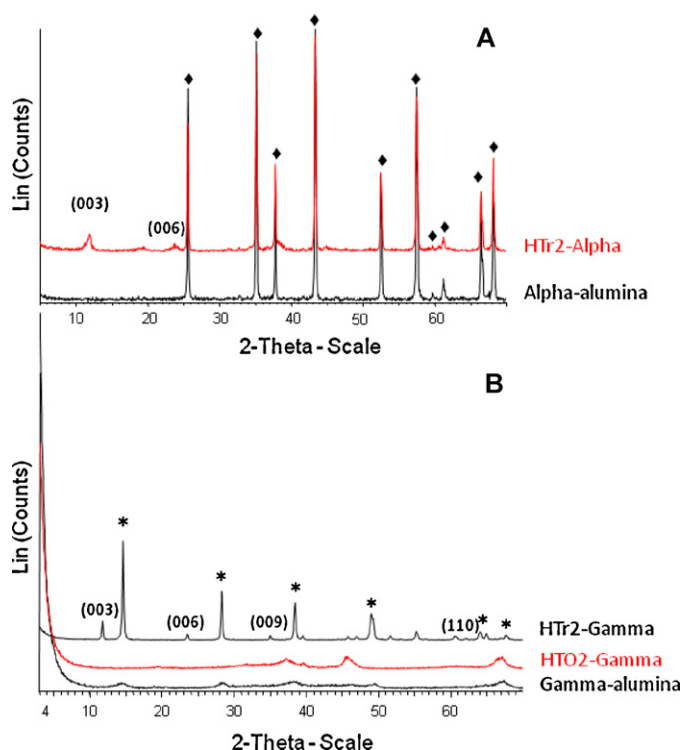 A
Lin (Counts)
(003)
(006)
HTr2-Alpha
Alpha-alumina
10 20 30 40 50 60
2-Theta - Scale
B
Lin (Counts)
(003)
(006)
(009)
(110)
HTr2-Gamma
HTO2-Gamma
Gamma-alumina
4 10 20 30 40 50 60
2-Theta - Scale